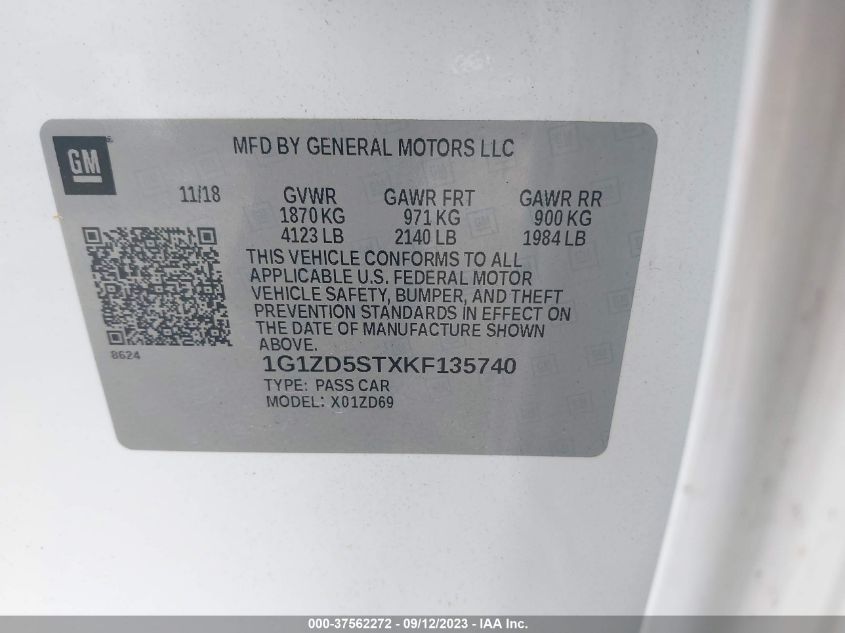 GM
MFD BY GENERAL MOTORS LLC
11/18 GVWR GAWR FRT GAWR RR
1870 KG 971 KG 900 KG
4123 LB 2140 LB 1984 LB
THIS VEHICLE CONFORMS TO ALL
APPLICABLE U.S. FEDERAL MOTOR
VEHICLE SAFETY, BUMPER, AND THEFT
PREVENTION STANDARDS IN EFFECT ON
THE DATE OF MANUFACTURE SHOWN
ABOVE.
8624
1G1ZD5STXKF135740
TYPE: PASS CAR
MODEL: X01ZD69
000-37562272 - 09/12/2023 - IAA Inc.